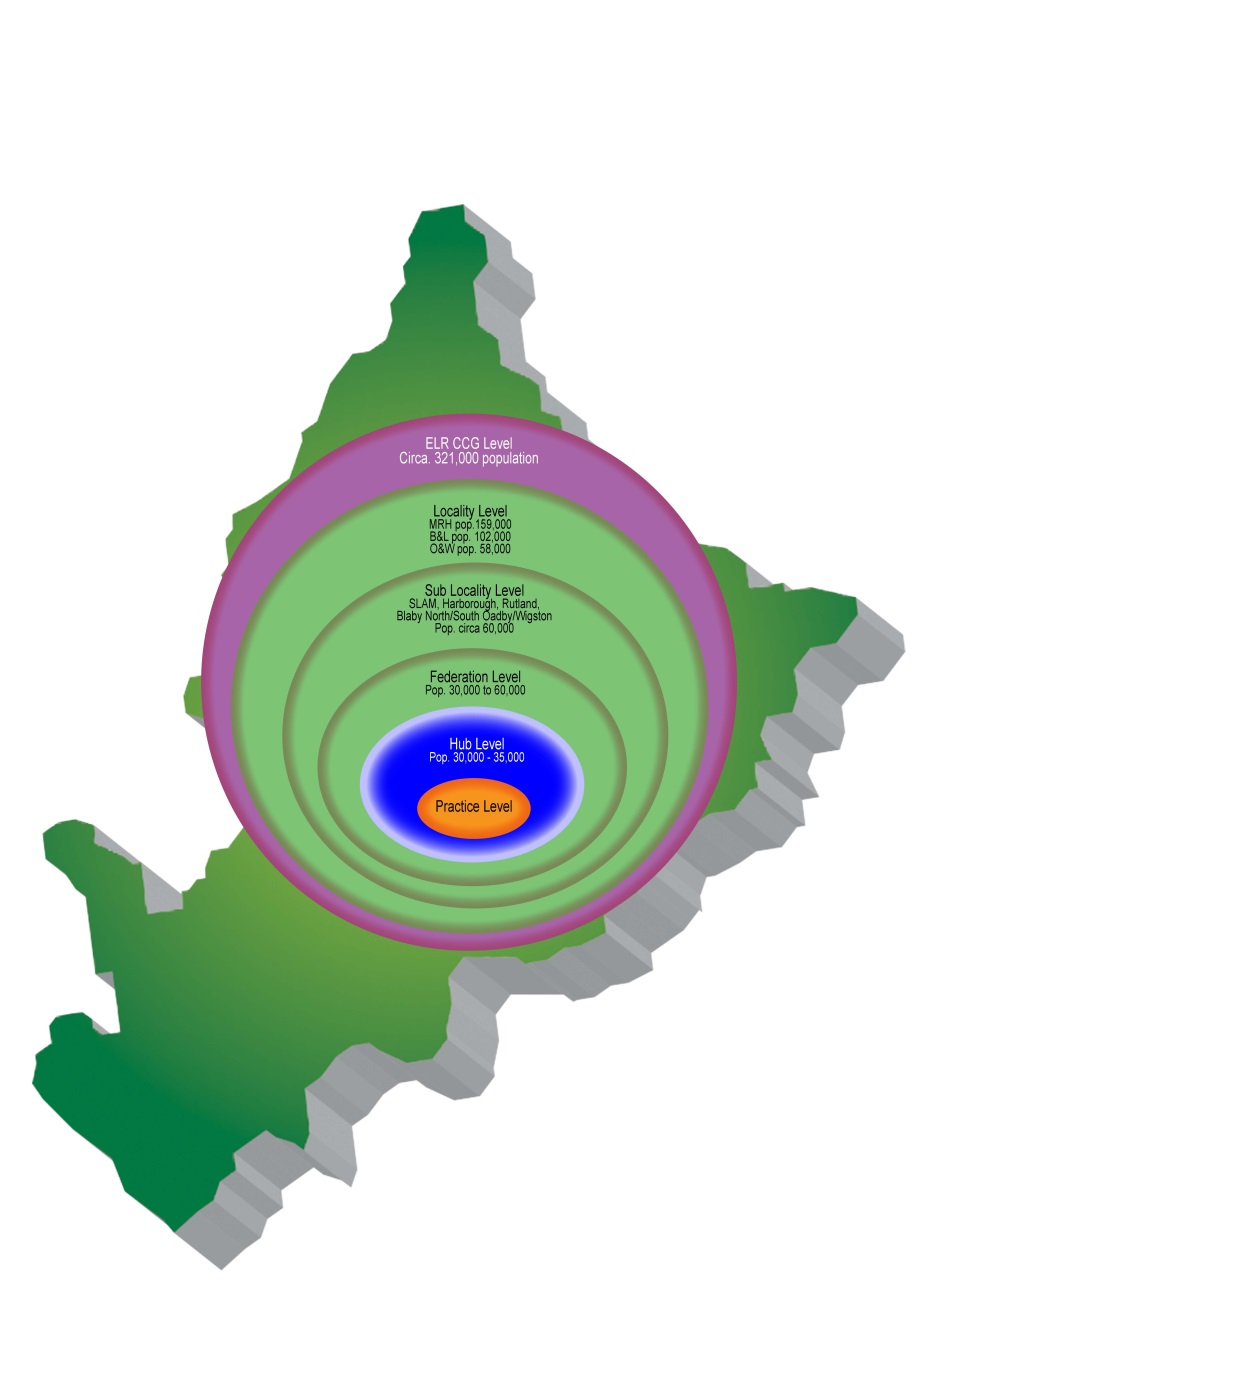 ELR CCG Level
Circa. 321,000 population
Locality Level
MRH pop.159,000
B&L pop. 102,000
O&W pop. 58,000
Sub Locality Level
SLAM, Harborough, Rutland,
Blaby North/South Oadby/Wigston
Pop. circa 60,000
Federation Level
Pop. 30,000 to 60,000
Hub Level
Pop. 30,000 - 35,000
Practice Level